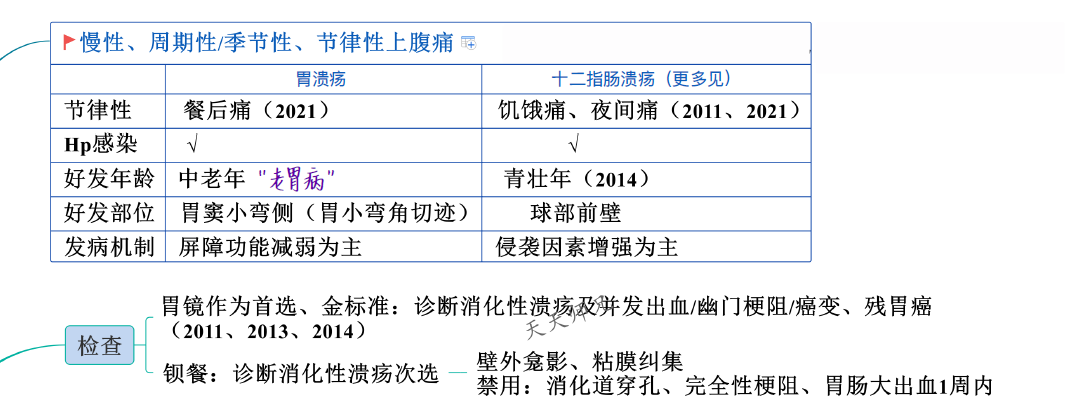 慢性、周期性/季节性、节律性上腹痛
胃溃疡 十二指肠溃疡（更多见）
节律性 餐后痛（2021） 饥饿痛、夜间痛（2011、2021）
Hp感染 √ √
好发年龄 中老年 "老胃病" 青壮年（2014）
好发部位 胃窦小弯侧（胃小弯角切迹） 球部前壁
发病机制 屏障功能减弱为主 侵袭因素增强为主
胃镜作为首选、金标准：诊断消化性溃疡及并发出血/幽门梗阻/癌变、残胃癌
（2011、2013、2014）
检查
钡餐：诊断消化性溃疡次选
壁外龛影、粘膜纠集
禁用：消化道穿孔、完全性梗阻、胃肠大出血1周内